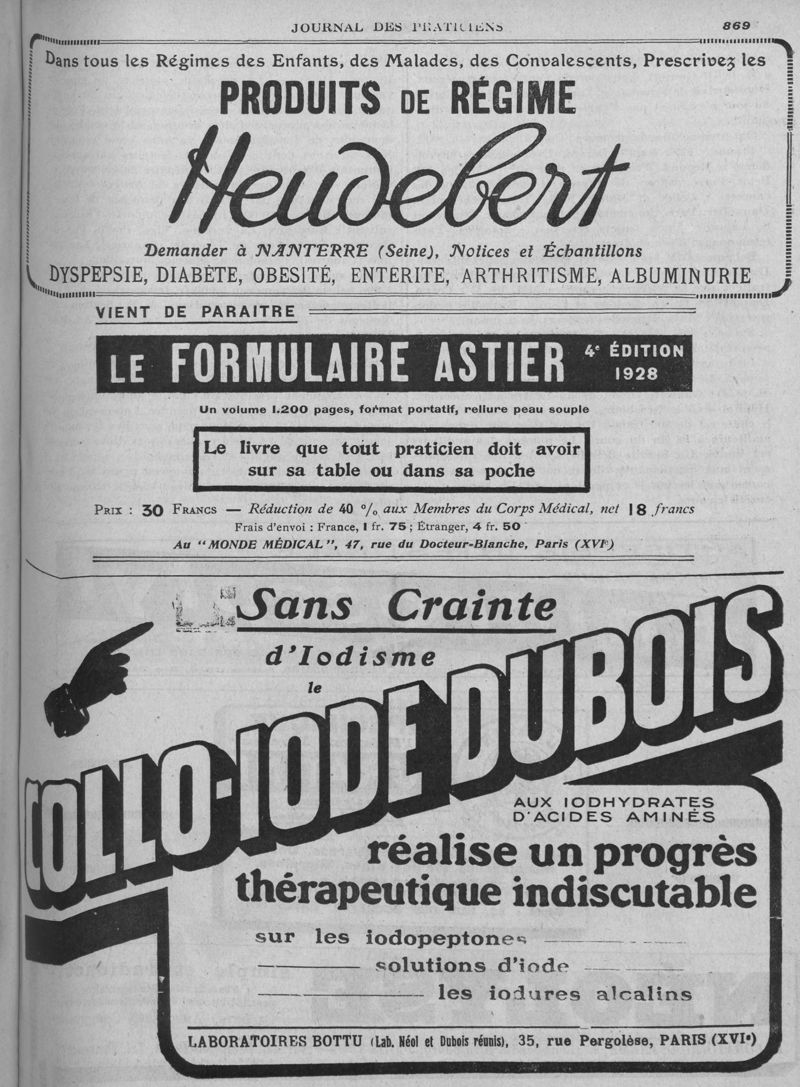 JOURNAL DES PRATICIENS 869
Dans tous les Régimes des Enfants, des Malades, des Convalescents, Prescrivez les
PRODUITS DE RÉGIME
Heudebert
Demander à NANTERRE (Seine), Notices et Échantillons
DYSPEPSIE, DIABÈTE, OBESITÉ, ENTERITE, ARTHRITISME, ALBUMINURIE
VIENT DE PARAITRE
LE FORMULAIRE ASTIER 4e ÉDITION 1928
Un volume 1.200 pages, format portatif, reliure peau souple
Le livre que tout praticien doit avoir
sur sa table ou dans sa poche
PRIX : 30 FRANCS — Réduction de 40 % aux Membres du Corps Médical, net 18 francs
Frais d'envoi : France, 1 fr. 75 ; Étranger, 4 fr. 50
Au "MONDE MÉDICAL", 47, rue du Docteur-Blanche, Paris (XVIe)
Sans Crainte
d'Iodisme
le
COLLO-IODE DUBOIS
AUX IODHYDRATES
D'ACIDES AMINÉS
réalise un progrès
thérapeutique indiscutable
sur les iodopeptones
solutions d'iode
les iodures alcalins
LABORATOIRES BOTTU (Lab. Néol et Dubois réunis), 35, rue Pergolèse, PARIS (XVIe)